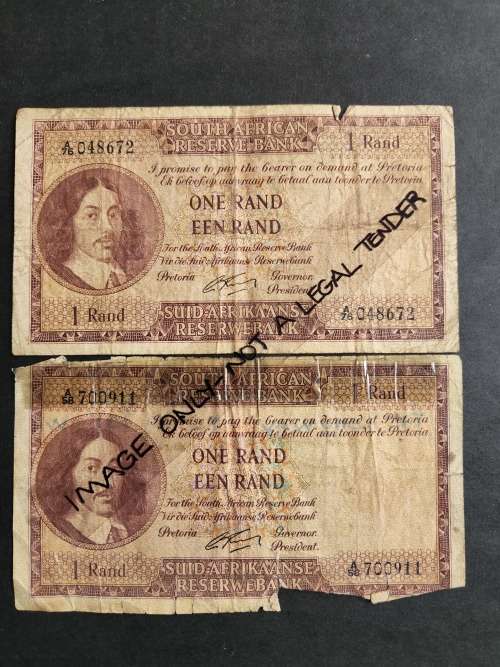 A/15 048672
SOUTH AFRICAN
RESERVE BANK
1 Rand
I promise to pay the bearer on demand at Pretoria
Ek beloof op aanvraag te betaal aan toonder te Pretoria
ONE RAND
EEN RAND
For the South African Reserve Bank
Vir die Suid-Afrikaanse Reserwebank
Pretoria
Governor.
President.
1 Rand
SUID-AFRIKAANSE
RESERWEBANK
048672
IMAGE ONLY - NOT A LEGAL TENDER
A/68 700911
SOUTH AFRICAN
RESERVE BANK
1 Rand
I promise to pay the bearer on demand at Pretoria
Ek beloof op aanvraag te betaal aan toonder te Pretoria
ONE RAND
EEN RAND
For the South African Reserve Bank
Vir die Suid-Afrikaanse Reserwebank
Pretoria
Governor.
President.
1 Rand
SUID-AFRIKAANSE
RESERWEBANK
A/68 700911